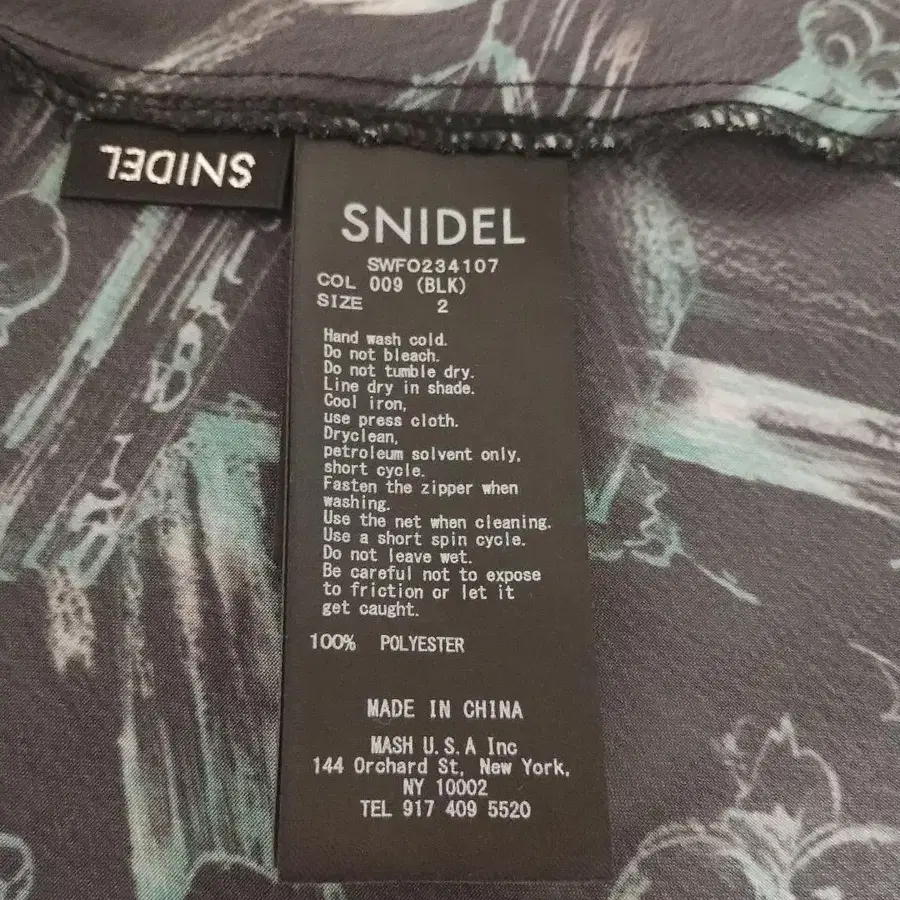 SNIDEL
SNIDEL
SWFO234107
COL 009 (BLK)
SIZE 2
Hand wash cold.
Do not bleach.
Do not tumble dry.
Line dry in shade.
Cool iron,
use press cloth.
Dryclean,
petroleum solvent only,
short cycle.
Fasten the zipper when
washing.
Use the net when cleaning.
Use a short spin cycle.
Do not leave wet.
Be careful not to expose
to friction or let it
get caught.
100% POLYESTER
MADE IN CHINA
MASH U.S.A Inc
144 Orchard St, New York,
NY 10002
TEL 917 409 5520